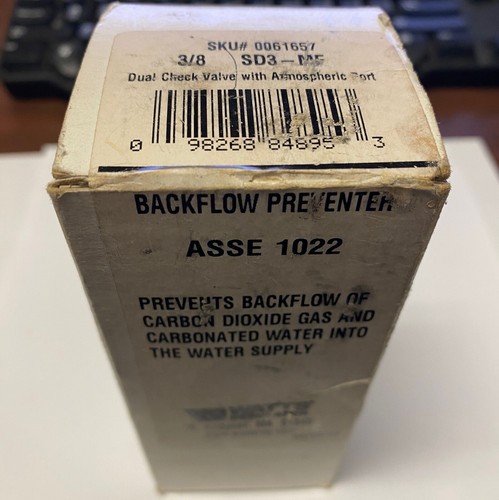 SKU# 0061657
3/8 SD3-MF
Dual Check Valve with Atmospheric Port
0 98268 84895 3
BACKFLOW PREVENTER
ASSE 1022
PREVENTS BACKFLOW OF
CARBON DIOXIDE GAS AND
CARBONATED WATER INTO
THE WATER SUPPLY
WATTS